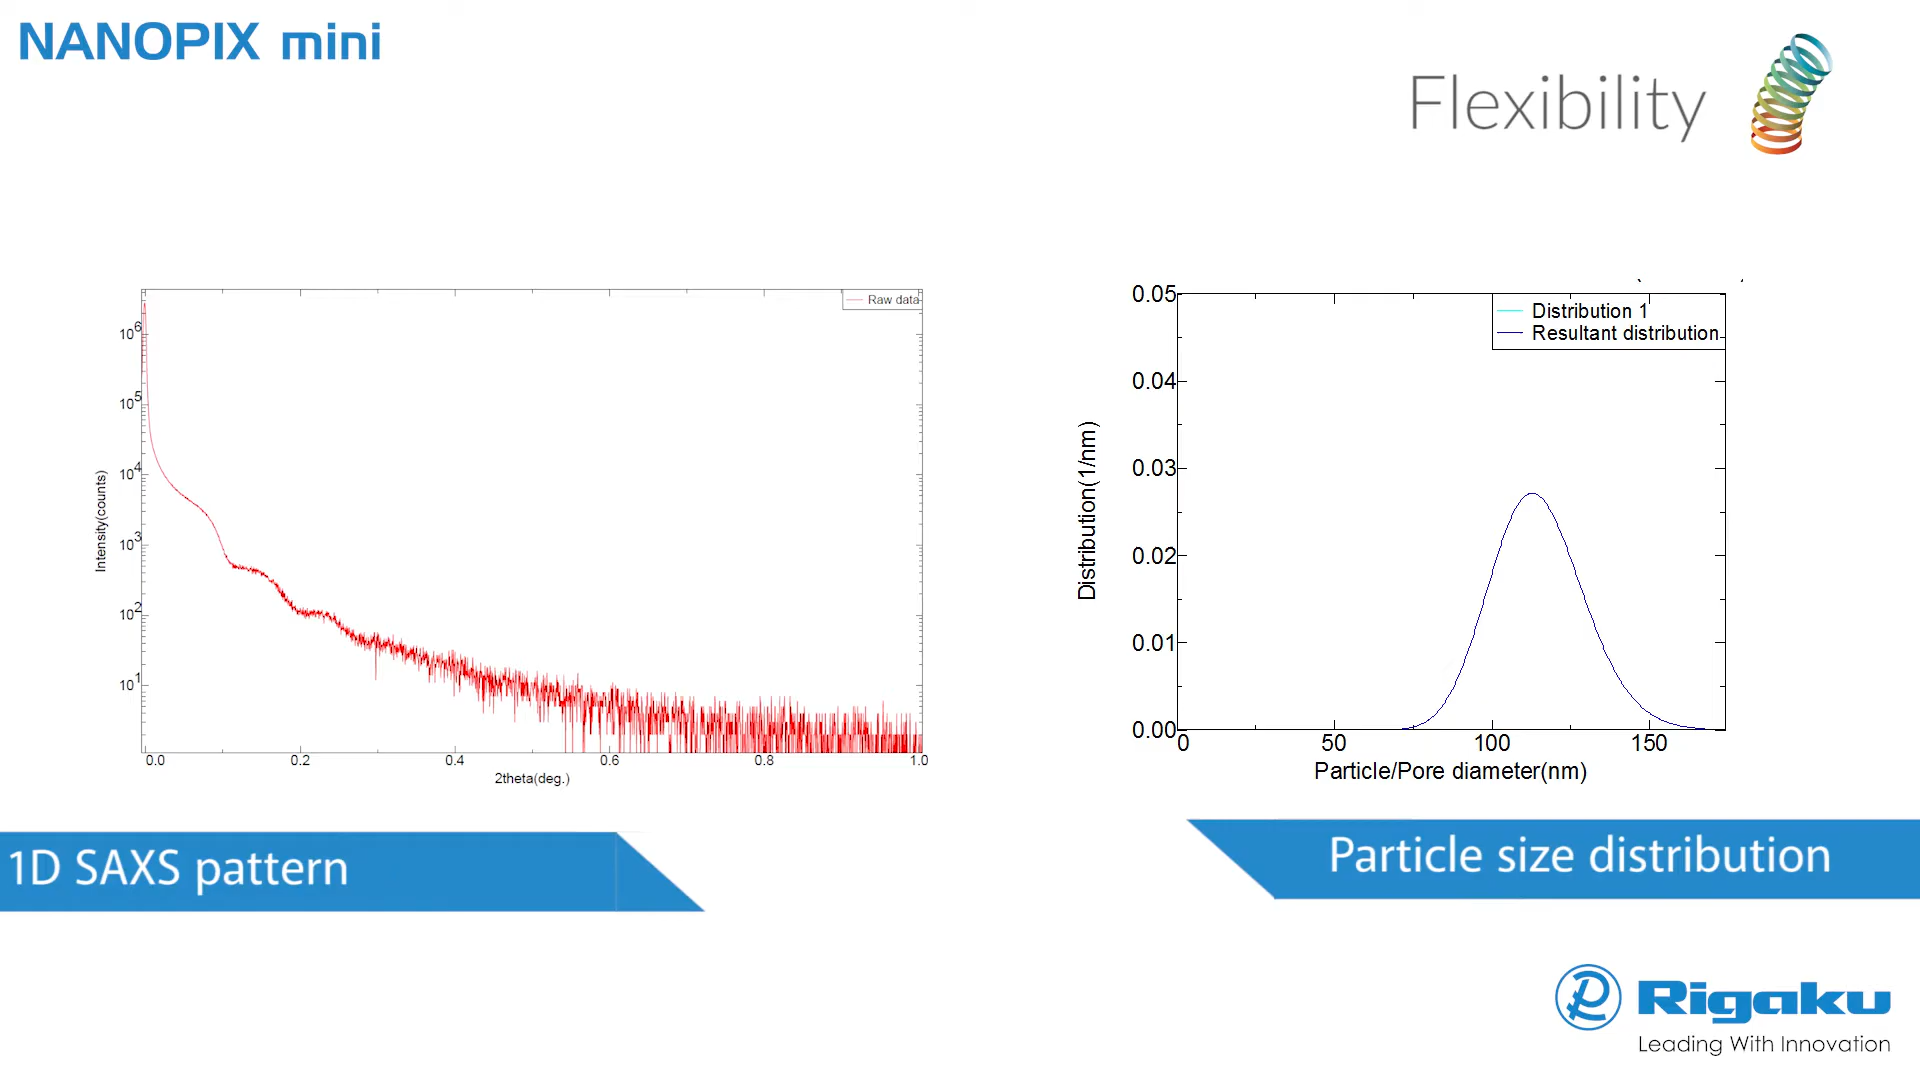 NANOPIX mini
Flexibility
Raw data
10^6
10^5
10^4
10^3
10^2
10^1
Intensity(counts)
0.0 0.2 0.4 0.6 0.8 1.0
2theta(deg.)
1D SAXS pattern
Distribution 1
Resultant distribution
0.05
0.04
0.03
0.02
0.01
0.00
Distribution(1/nm)
0 50 100 150
Particle/Pore diameter(nm)
Particle size distribution
Rigaku
Leading With Innovation